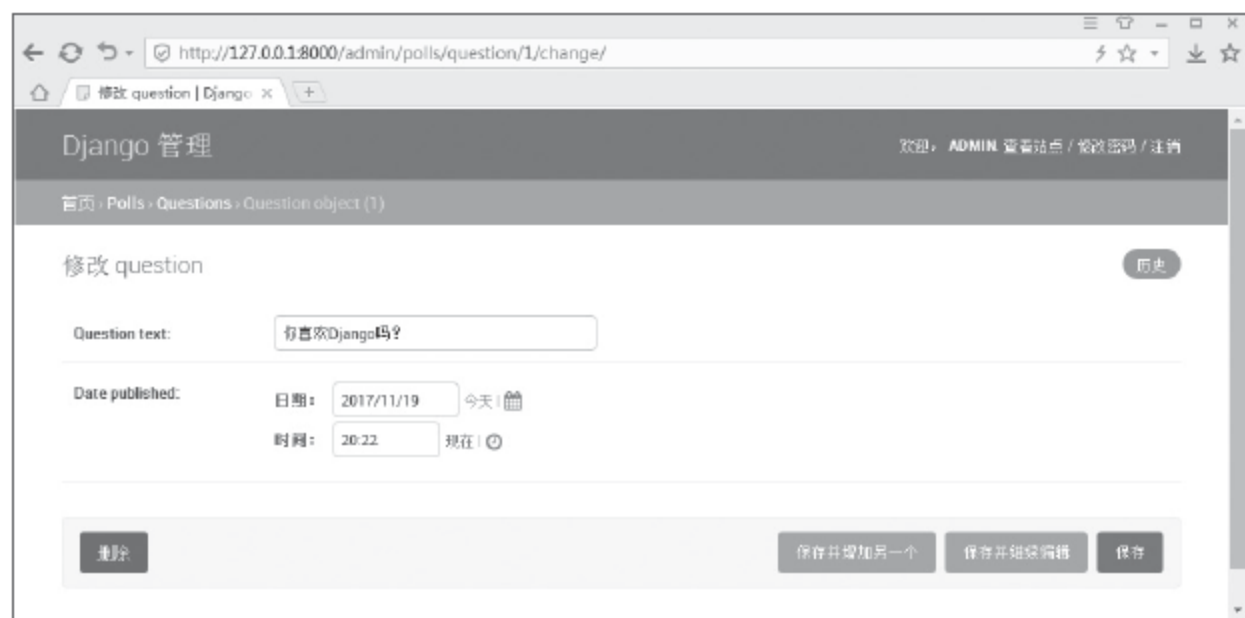 http://127.0.0.1:8000/admin/polls/question/1/change/
修改 question | Django
Django 管理
欢迎，ADMIN. 查看站点 / 修改密码 / 注销
首页 › Polls › Questions › Question object (1)
修改 question
历史
Question text:
你喜欢Django吗?
Date published:
日期:
2017/11/19
今天 |
时间:
20:22
现在 |
删除
保存并增加另一个
保存并继续编辑
保存